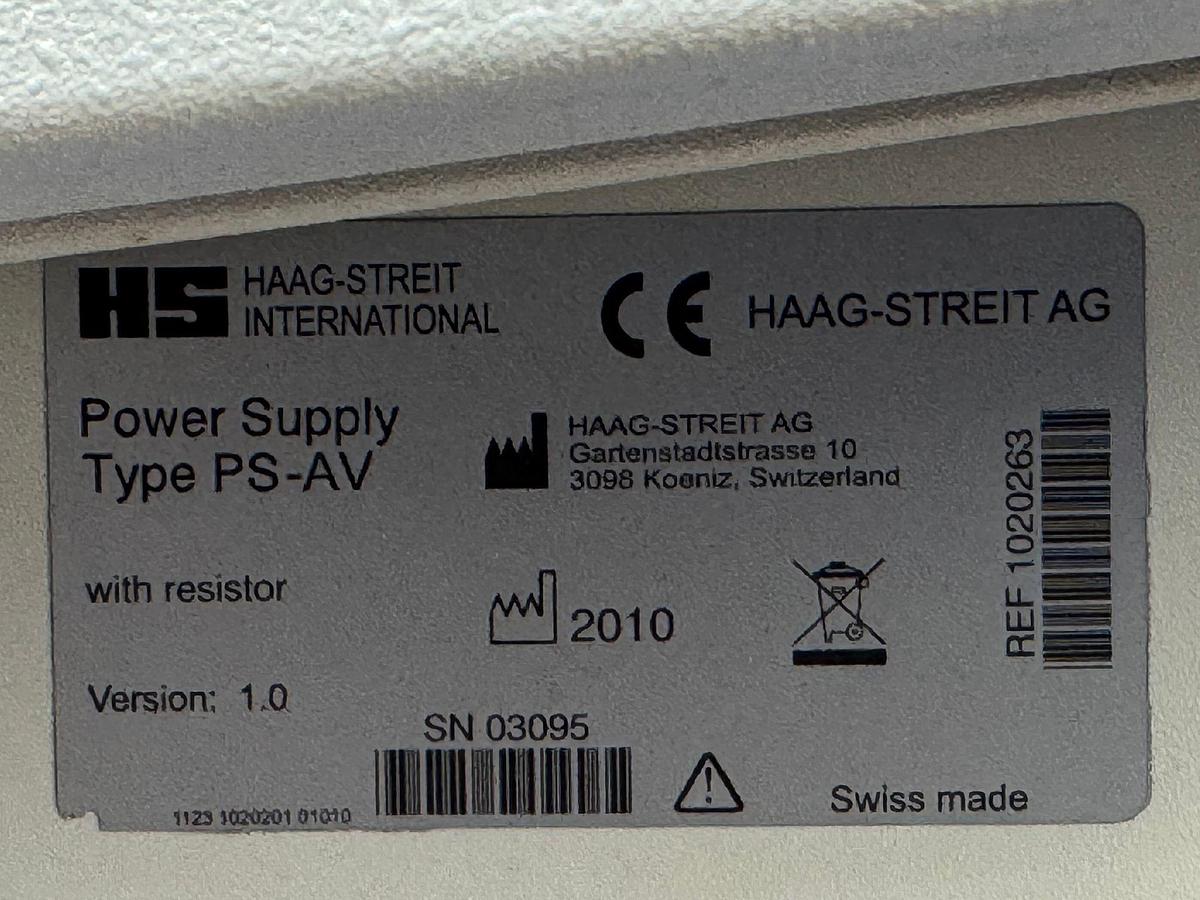 HS HAAG-STREIT
INTERNATIONAL
CE HAAG-STREIT AG
Power Supply
Type PS-AV
HAAG-STREIT AG
Gartenstadtstrasse 10
3098 Koeniz, Switzerland
with resistor
2010
REF 1020263
Version: 1.0
SN 03095
1123 1020201 01010
Swiss made